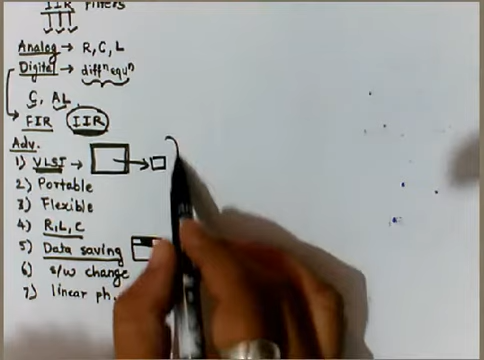 IIR Filters
Analog → R, C, L
Digital → diffⁿ equⁿ
C, AL
FIR IIR
Adv.
1) VLSI →
2) Portable
3) Flexible
4) R, L, C
5) Data saving
6) s/w change
7) linear ph.